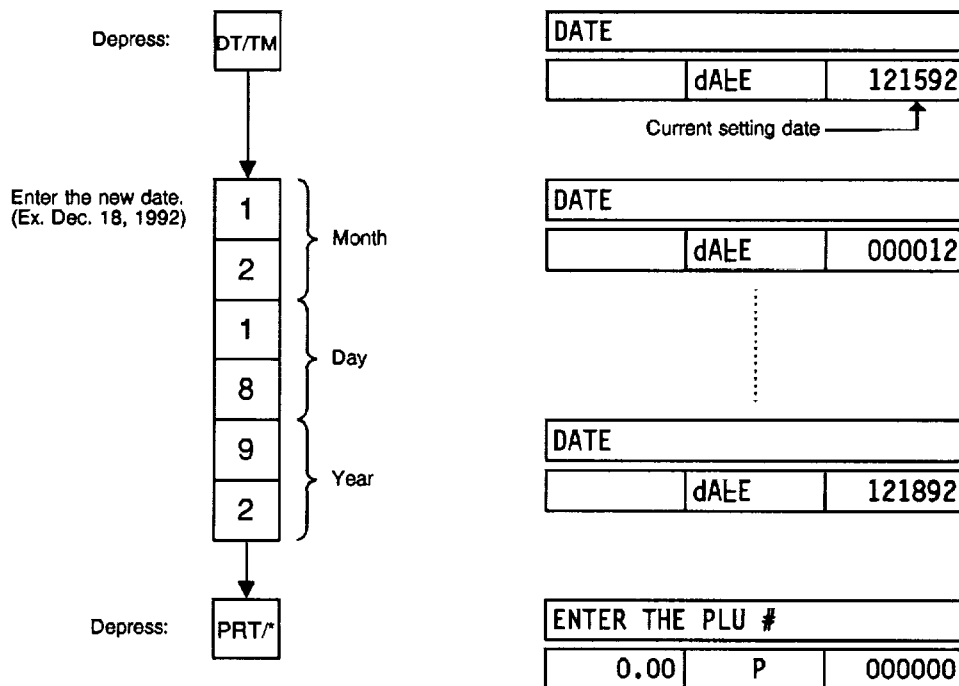 Depress:
DT/TM
DATE
dAtE 121592
Current setting date
Enter the new date.
(Ex. Dec. 18, 1992)
1
2
Month
1
8
Day
9
2
Year
DATE
dAtE 000012
DATE
dAtE 121892
Depress:
PRT/*
ENTER THE PLU #
0.00 P 000000